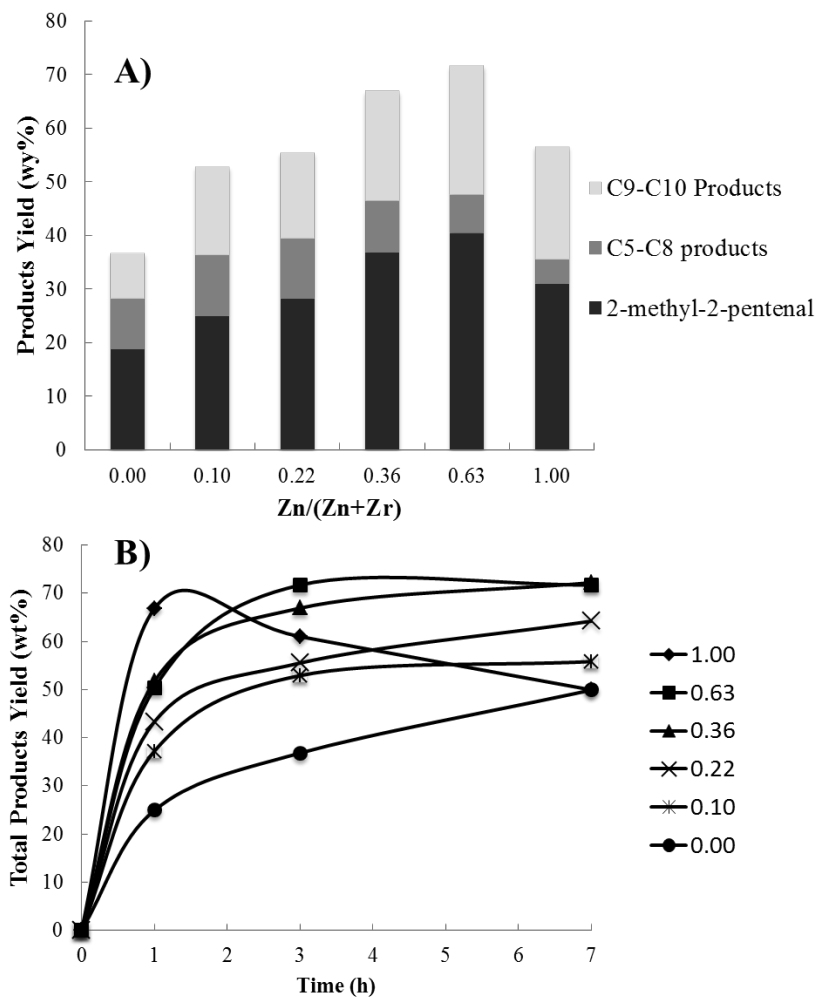 80
A)
70
60
50
40
30
20
10
0
Products Yield (wy%)
C9-C10 Products
C5-C8 products
2-methyl-2-pentenal
0.00 0.10 0.22 0.36 0.63 1.00
Zn/(Zn+Zr)
B)
80
70
60
50
40
30
20
10
0
Total Products Yield (wt%)
1.00
0.63
0.36
0.22
0.10
0.00
0 1 2 3 4 5 6 7
Time (h)